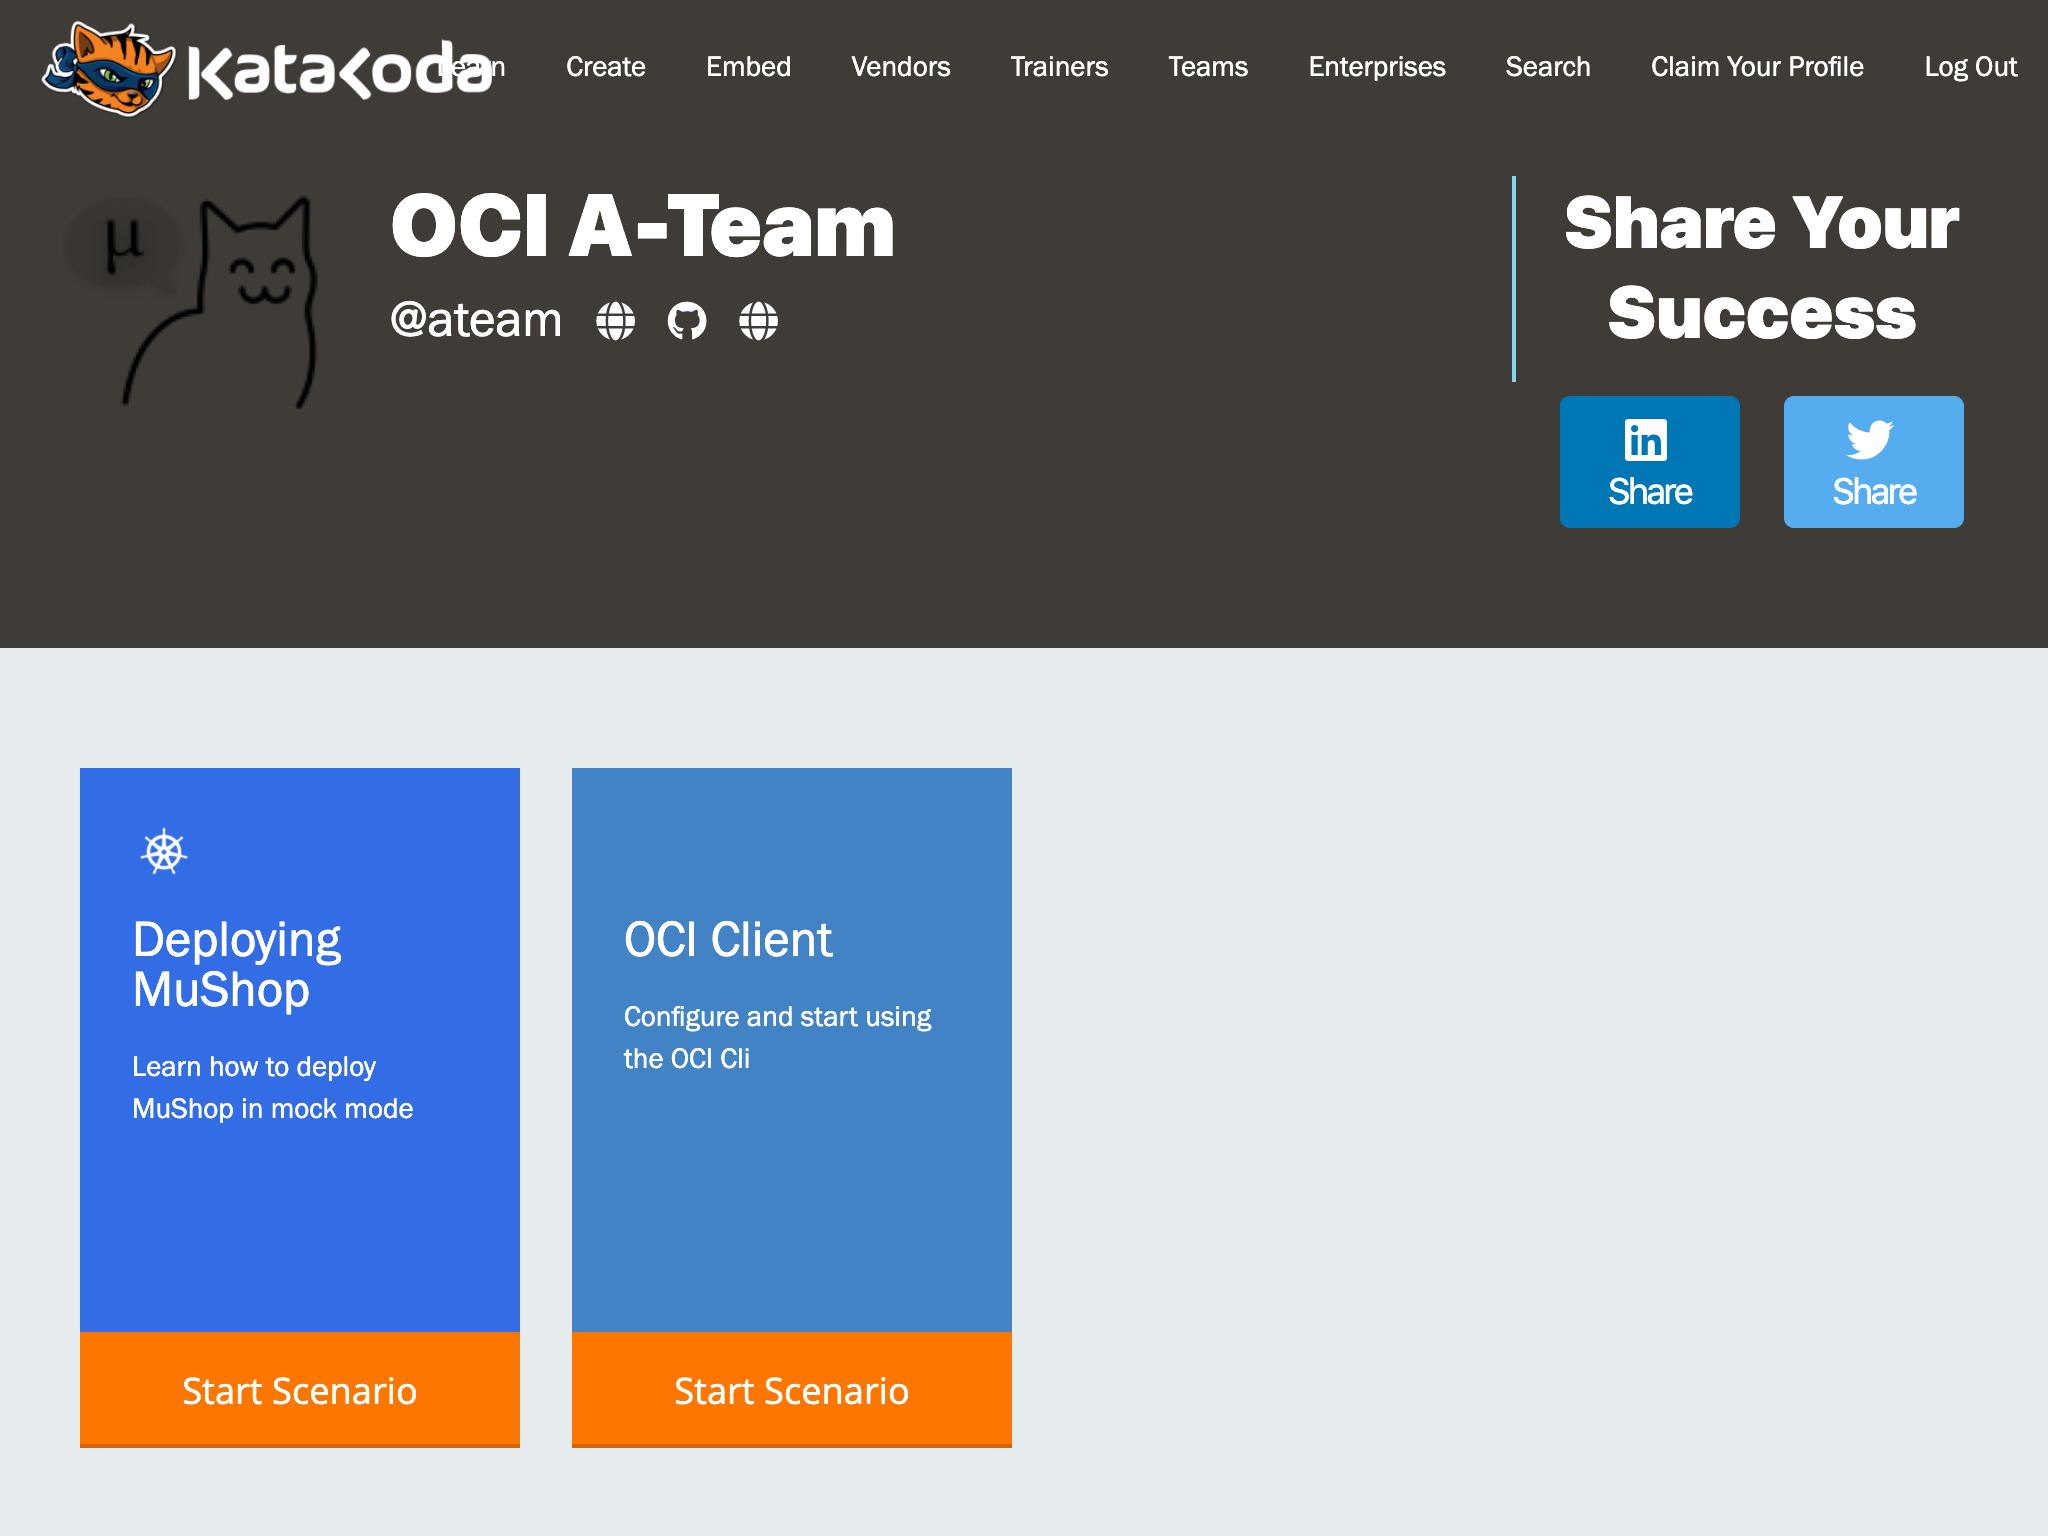 Katacoda Learn Create Embed Vendors Trainers Teams Enterprises Search Claim Your Profile Log Out
µ
OCI A-Team
@ateam
Share Your
Success
in
Share
Share
Deploying
MuShop
Learn how to deploy
MuShop in mock mode
Start Scenario
OCI Client
Configure and start using
the OCI Cli
Start Scenario